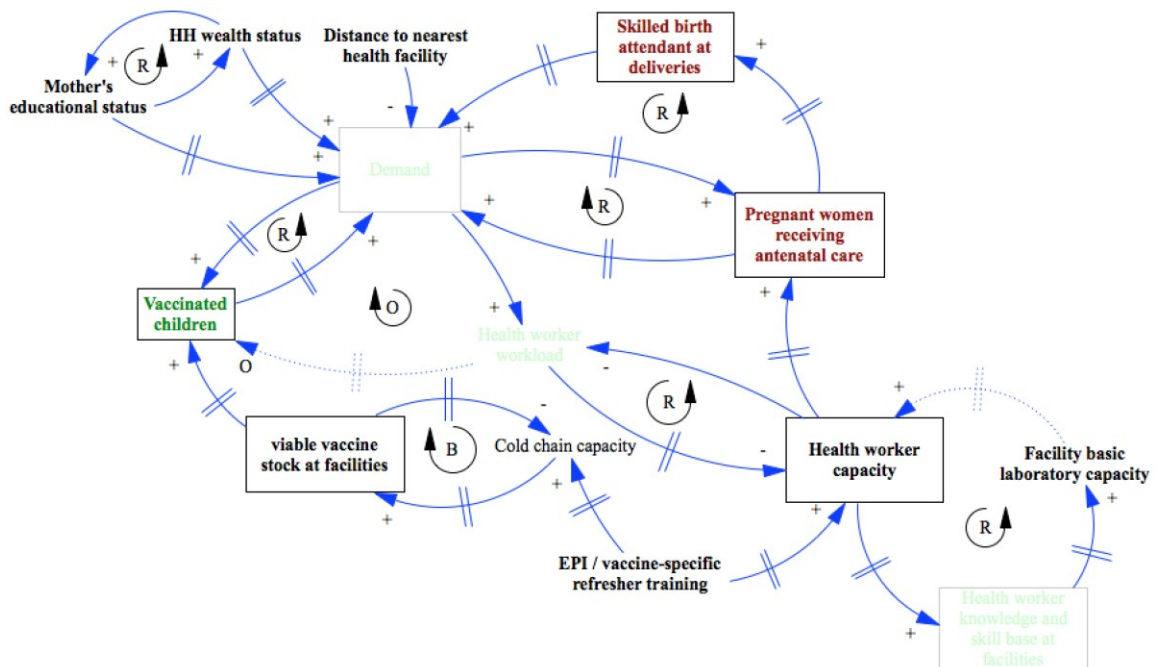 HH wealth status
Distance to nearest
health facility
Skilled birth
attendant at
deliveries
+
+
R
+
Mother's
educational status
-
R
+
+
+
Demand
+
+
R
+
Pregnant women
receiving
antenatal care
R
+
+
+
Vaccinated
children
O
+
Health worker
workload
+
O
-
+
R
-
viable vaccine
stock at facilities
B
Cold chain capacity
-
Health worker
capacity
Facility basic
laboratory capacity
+
+
+
+
R
EPI / vaccine-specific
refresher training
Health worker
knowledge and
skill base at
facilities
+